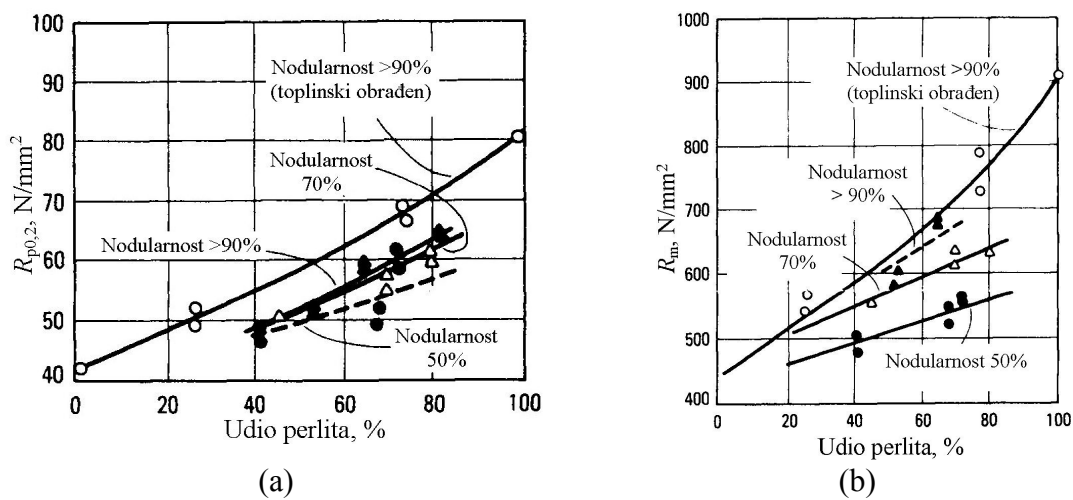 100
90
80
70
60
50
40
0
20
40
60
80
100
Rp0,2, N/mm²
Udio perlita, %
Nodularnost >90%
(toplinski obrađen)
Nodularnost
70%
Nodularnost >90%
Nodularnost
50%
(a)
1000
900
800
700
600
500
400
0
20
40
60
80
100
Rm, N/mm²
Udio perlita, %
Nodularnost >90%
(toplinski obrađen)
Nodularnost
> 90%
Nodularnost
70%
Nodularnost 50%
(b)